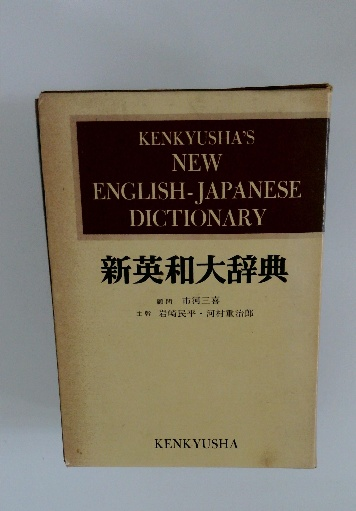 KENKYUSHA'S
NEW
ENGLISH-JAPANESE
DICTIONARY
新英和大辞典
顧問 市河三喜
主幹 岩崎民平・河村重治郎
KENKYUSHA